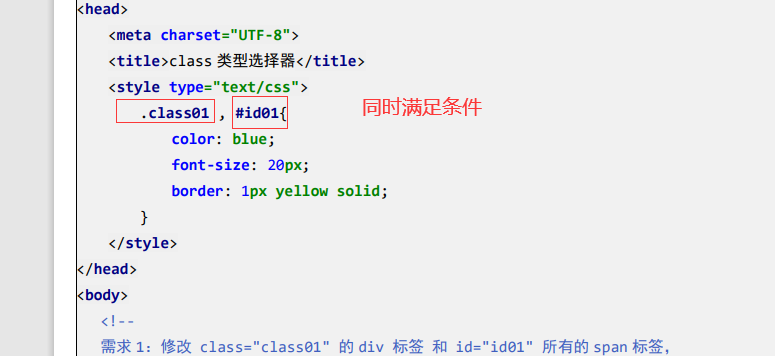 <head>
<meta charset="UTF-8">
<title>class 类型选择器</title>
<style type="text/css">
.class01 , #id01{ 同时满足条件
color: blue;
font-size: 20px;
border: 1px yellow solid;
}
</style>
</head>
<body>
<!--
需求 1：修改 class="class01" 的 div 标签 和 id="id01" 所有的 span 标签，